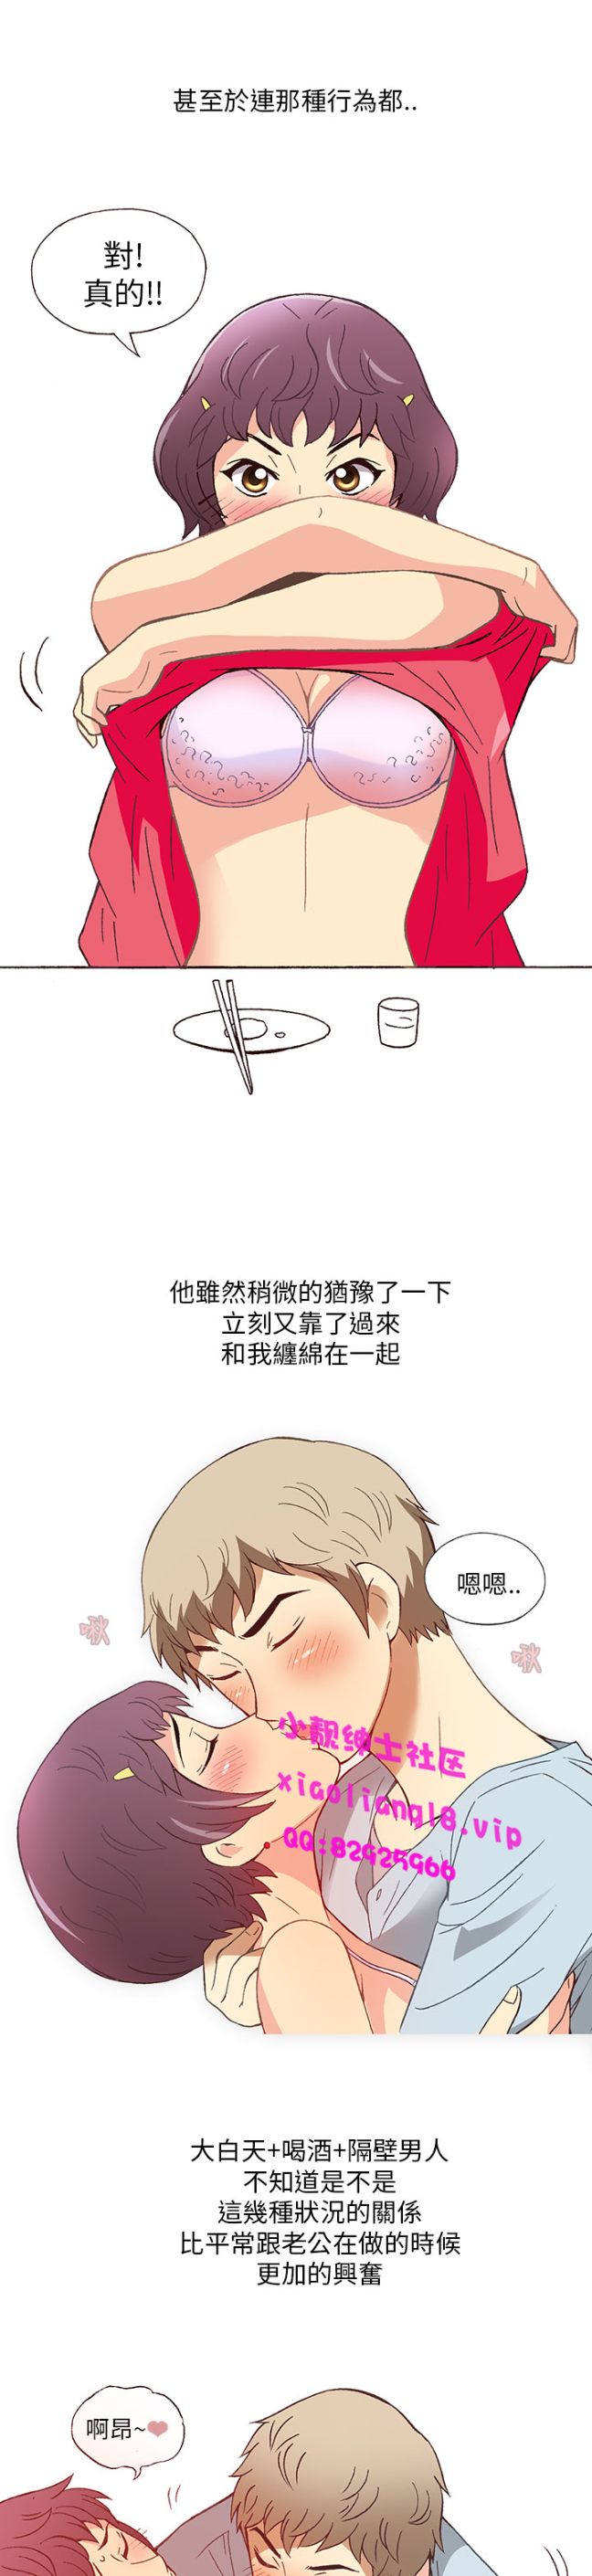 甚至於連那種行為都..
對!
真的!!
他雖然稍微的猶豫了一下
立刻又靠了過來
和我纏綿在一起
嗯嗯..
啾
啾
小靓绅士社区
xiaoliang18.vip
QQ:82925966
大白天+喝酒+隔壁男人
不知道是不是
這幾種狀況的關係
比平常跟老公在做的時候
更加的興奮
啊昂~❤